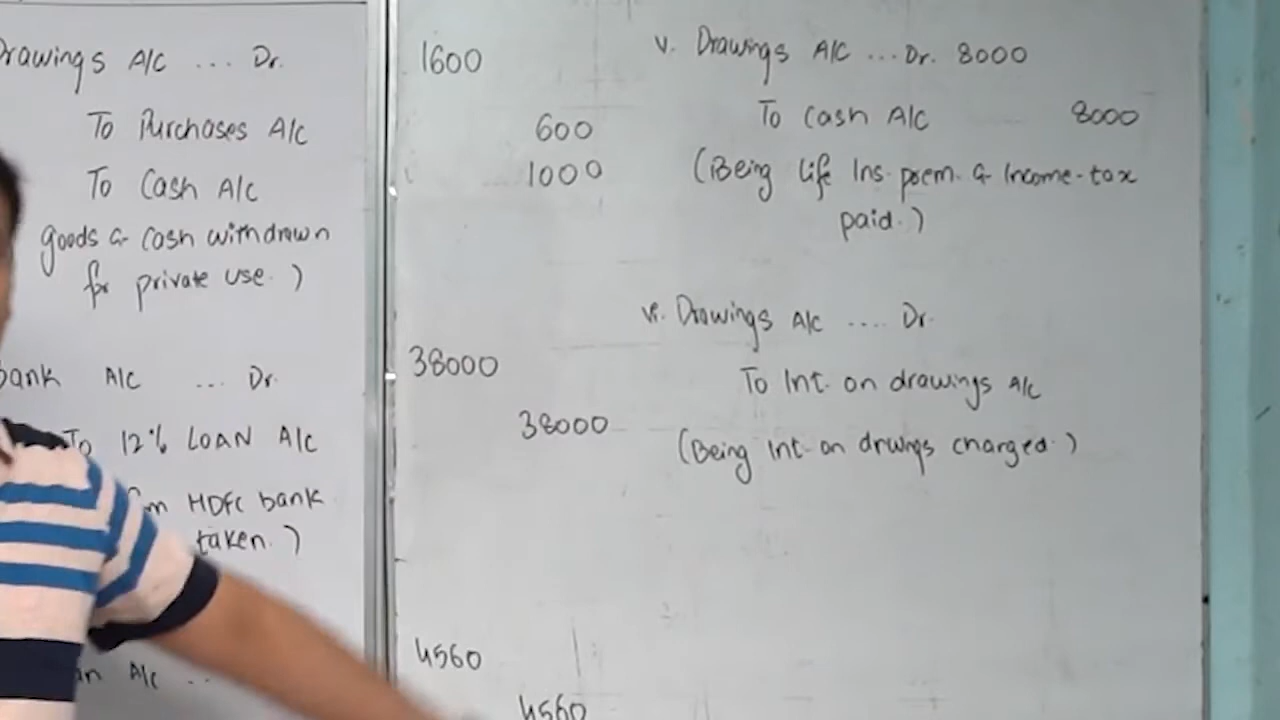 Drawings A/C ... Dr. 1600
To Purchases A/C 600
To Cash A/C 1000
goods & cash withdrawn
for private use.)
bank A/C ... Dr. 38000
To 12% LOAN A/C 38000
HDFC bank
taken.)
A/C .. 4560
4560
v. Drawings A/C ... Dr. 8000
To Cash A/C 8000
(Being life Ins. prem. & Income-tax
paid.)
vi. Drawings A/C .... Dr.
To Int. on drawings A/C
(Being Int. on drwngs charged.)